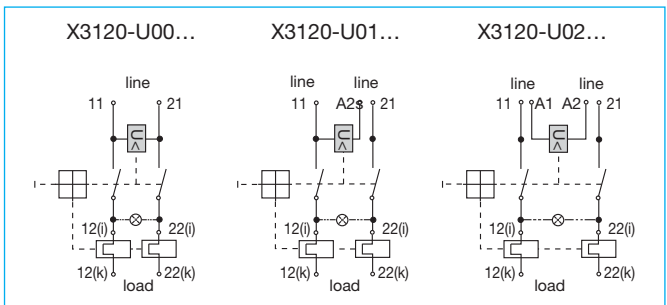 X3120-U00... X3120-U01... X3120-U02...
line line line line line
11 21 11 A2 21 11 A1 A2 21
U< U< U<
12(i) 22(i) 12(i) 22(i) 12(i) 22(i)
12(k) 22(k) 12(k) 22(k) 12(k) 22(k)
load load load